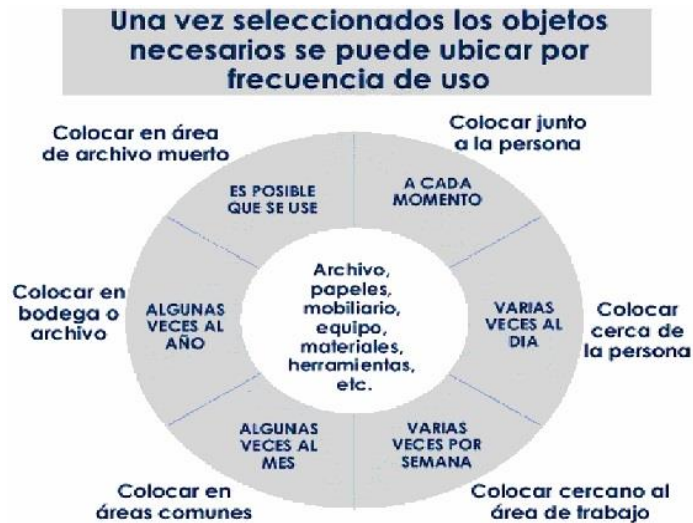 Una vez seleccionados los objetos
necesarios se puede ubicar por
frecuencia de uso
Colocar en área
de archivo muerto
Colocar junto
a la persona
ES POSIBLE
QUE SE USE
A CADA
MOMENTO
Colocar en
bodega o
archivo
ALGUNAS
VECES AL
AÑO
Archivo,
papeles,
mobiliario,
equipo,
materiales,
herramientas,
etc.
VARIAS
VECES AL
DIA
Colocar
cerca de
la persona
ALGUNAS
VECES AL
MES
VARIAS
VECES POR
SEMANA
Colocar en
áreas comunes
Colocar cercano al
área de trabajo